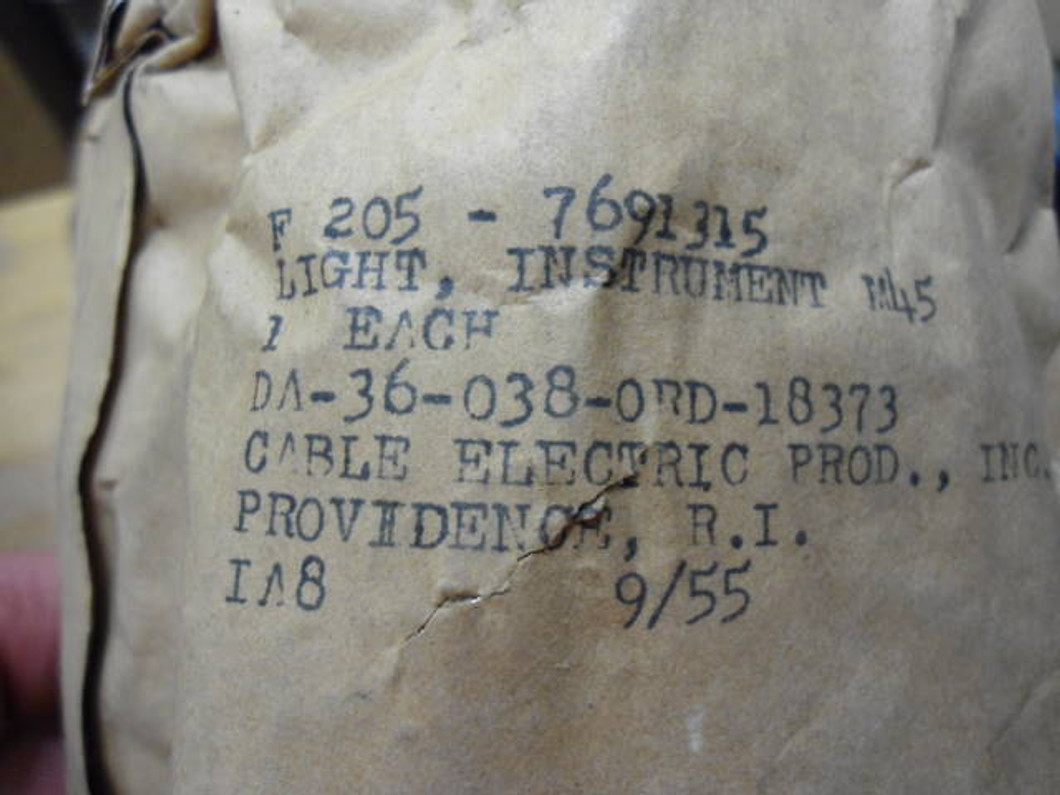 F 205 - 7691315
LIGHT, INSTRUMENT M45
1 EACH
DA-36-038-ORD-18373
CABLE ELECTRIC PROD., INC.
PROVIDENCE, R.I.
IA8 9/55